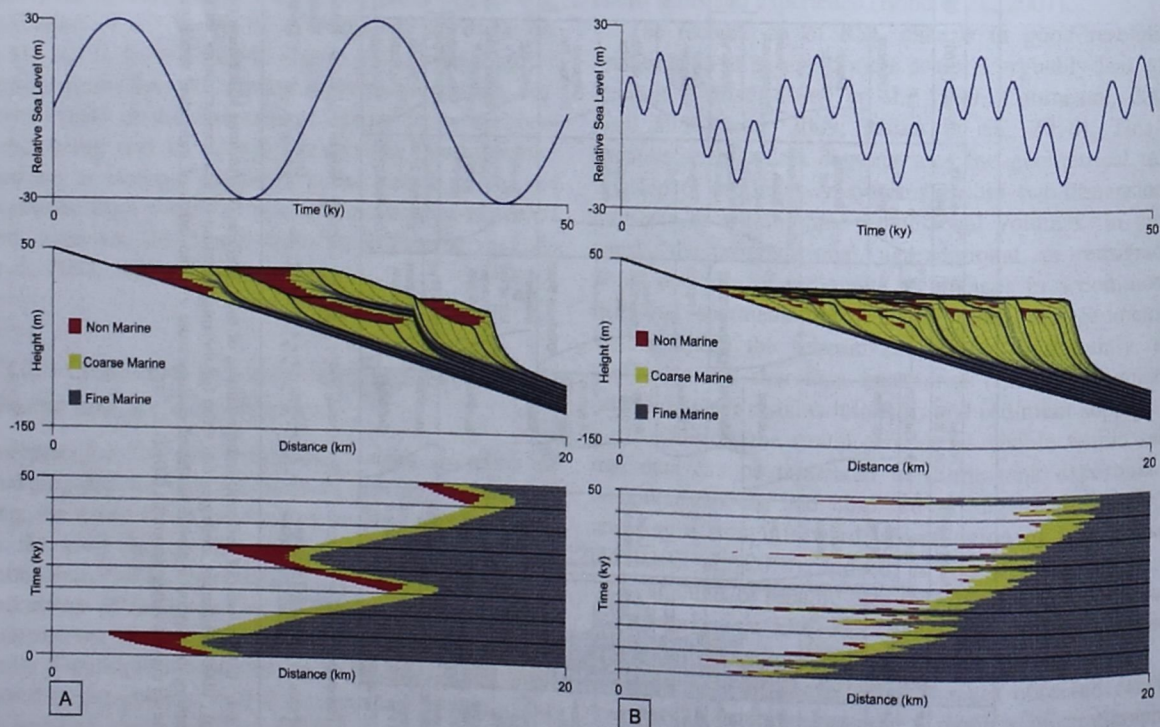 30
Relative Sea Level (m)
-30
0
Time (ky)
50
50
Height (m)
Non Marine
Coarse Marine
Fine Marine
-150
0
Distance (km)
20
50
Time (ky)
0
0
Distance (km)
20
A
30
Relative Sea Level (m)
-30
0
Time (ky)
50
50
Height (m)
Non Marine
Coarse Marine
Fine Marine
-150
0
Distance (km)
20
50
Time (ky)
0
0
Distance (km)
20
B